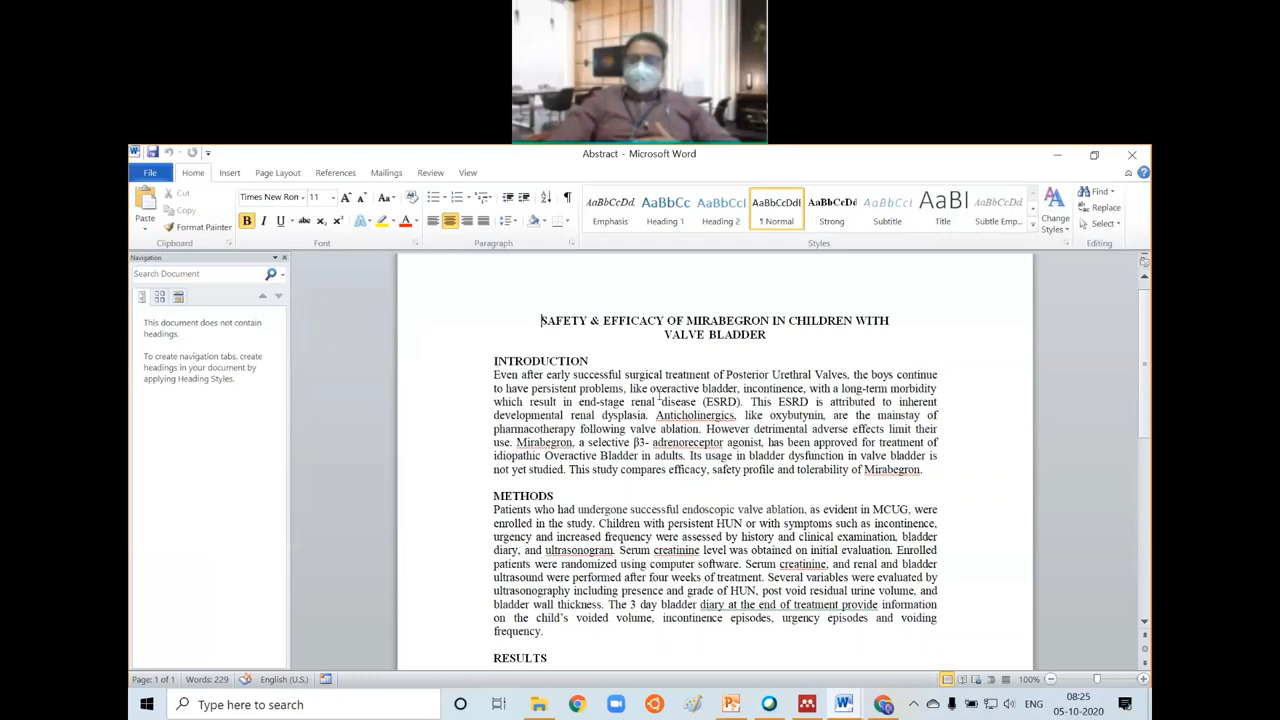 Abstract - Microsoft Word
File Home Insert Page Layout References Mailings Review View
Paste
Cut
Copy
Format Painter
Clipboard
Times New Rom 11
Font
Paragraph
AaBbCcDd. AaBbCc AaBbCcI AaBbCcDdI AaBbCcDc AaBbCcI AaBI AaBbCcDd.
Emphasis Heading 1 Heading 2 ¶ Normal Strong Subtitle Title Subtle Emp...
Styles
Change
Styles
Find
Replace
Select
Editing
Navigation
Search Document
This document does not contain
headings.
To create navigation tabs, create
headings in your document by
applying Heading Styles.
SAFETY & EFFICACY OF MIRABEGRON IN CHILDREN WITH
VALVE BLADDER
INTRODUCTION
Even after early successful surgical treatment of Posterior Urethral Valves, the boys continue
to have persistent problems, like overactive bladder, incontinence, with a long-term morbidity
which result in end-stage renal disease (ESRD). This ESRD is attributed to inherent
developmental renal dysplasia. Anticholinergics, like oxybutynin, are the mainstay of
pharmacotherapy following valve ablation. However detrimental adverse effects limit their
use. Mirabegron, a selective β3- adrenoreceptor agonist, has been approved for treatment of
idiopathic Overactive Bladder in adults. Its usage in bladder dysfunction in valve bladder is
not yet studied. This study compares efficacy, safety profile and tolerability of Mirabegron.
METHODS
Patients who had undergone successful endoscopic valve ablation, as evident in MCUG, were
enrolled in the study. Children with persistent HUN or with symptoms such as incontinence,
urgency and increased frequency were assessed by history and clinical examination, bladder
diary, and ultrasonogram. Serum creatinine level was obtained on initial evaluation. Enrolled
patients were randomized using computer software. Serum creatinine, and renal and bladder
ultrasound were performed after four weeks of treatment. Several variables were evaluated by
ultrasonography including presence and grade of HUN, post void residual urine volume, and
bladder wall thickness. The 3 day bladder diary at the end of treatment provide information
on the child's voided volume, incontinence episodes, urgency episodes and voiding
frequency.
RESULTS
Page: 1 of 1 Words: 229 English (U.S.) 100%
Type here to search
ENG
08:25
05-10-2020